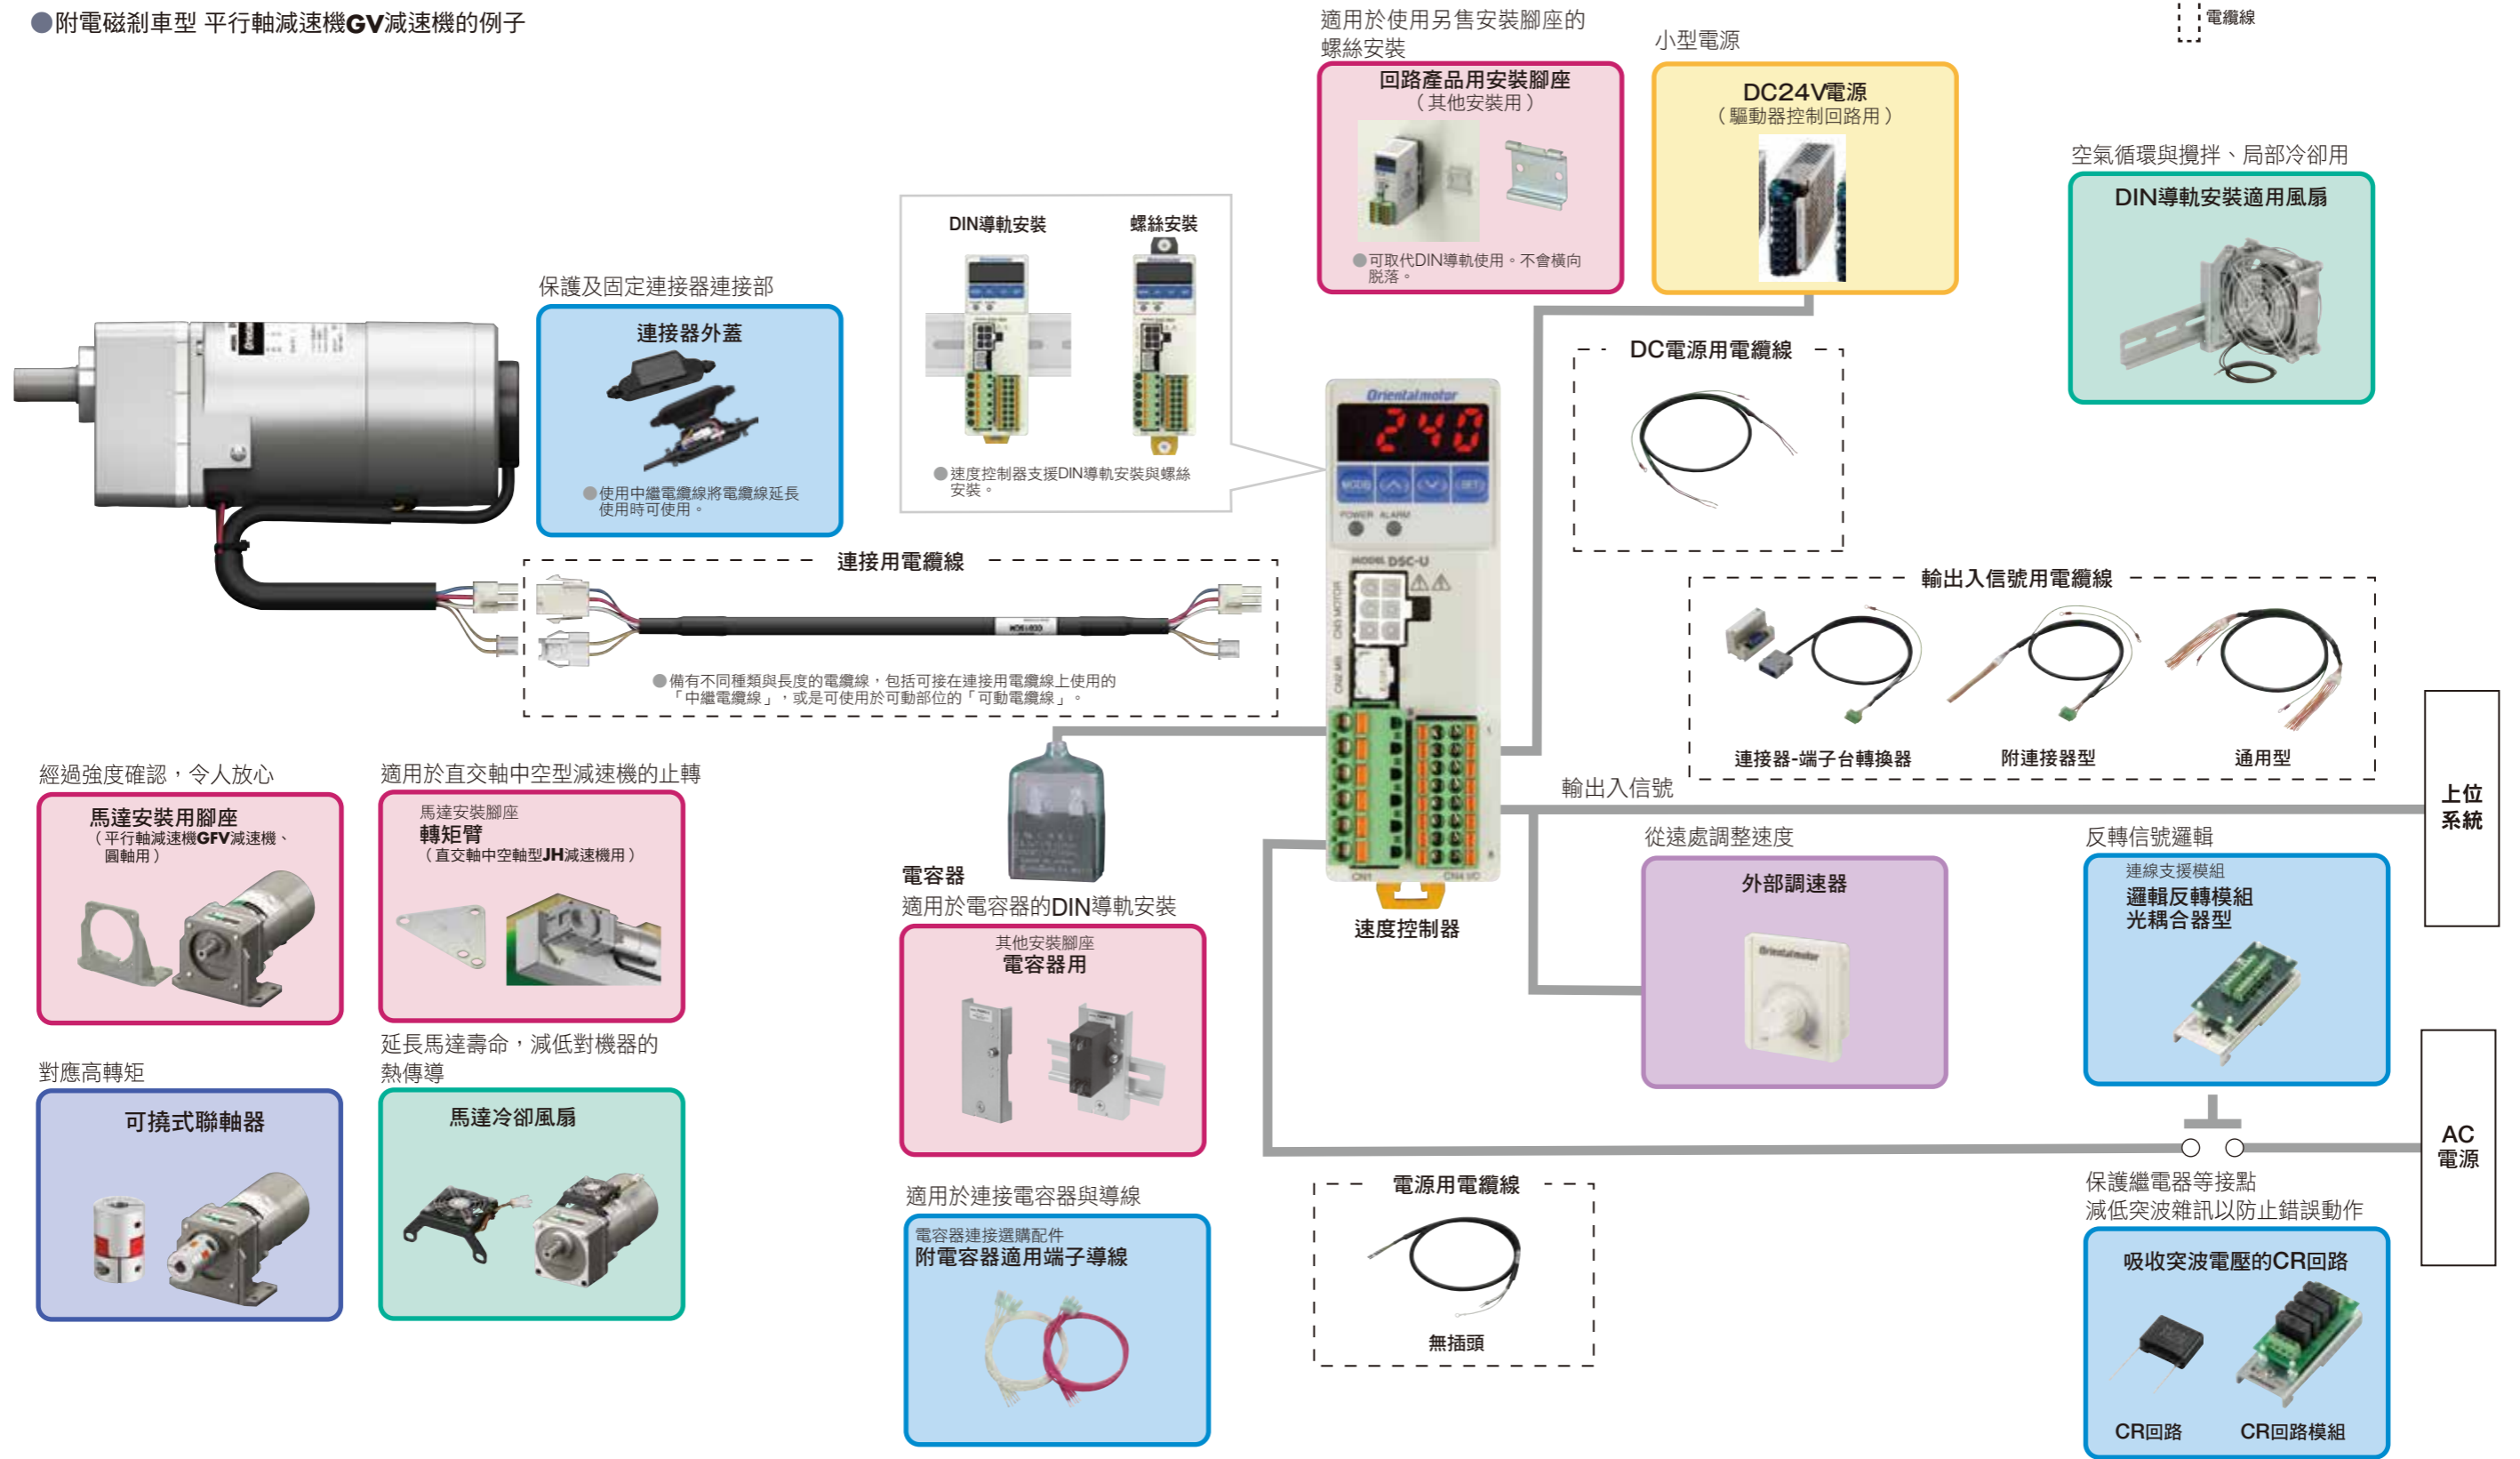 ●附電磁剎車型 平行軸減速機GV減速機的例子
電纜線
適用於使用另售安裝腳座的
螺絲安裝
回路產品用安裝腳座
（其他安裝用）
●可取代DIN導軌使用。不會橫向
脫落。
小型電源
DC24V電源
（驅動器控制回路用）
空氣循環與攪拌、局部冷卻用
DIN導軌安裝適用風扇
DIN導軌安裝
螺絲安裝
●速度控制器支援DIN導軌安裝與螺絲
安裝。
保護及固定連接器連接部
連接器外蓋
●使用中繼電纜線將電纜線延長
使用時可使用。
DC電源用電纜線
Orientalmotor
240
MODE
SET
POWER ALARM
MODEL DSC-U
CN3 MOTOR
CN2 MB
CN1
CN4 I/O
速度控制器
連接用電纜線
●備有不同種類與長度的電纜線，包括可接在連接用電纜線上使用的
「中繼電纜線」，或是可使用於可動部位的「可動電纜線」。
輸出入信號用電纜線
連接器-端子台轉換器
附連接器型
通用型
輸出入信號
上位
系統
經過強度確認，令人放心
馬達安裝用腳座
（平行軸減速機GFV減速機、
圓軸用）
適用於直交軸中空型減速機的止轉
馬達安裝腳座
轉矩臂
（直交軸中空軸型JH減速機用）
電容器
適用於電容器的DIN導軌安裝
其他安裝腳座
電容器用
從遠處調整速度
外部調速器
Orientalmotor
反轉信號邏輯
連線支援模組
邏輯反轉模組
光耦合器型
對應高轉矩
可撓式聯軸器
延長馬達壽命，減低對機器的
熱傳導
馬達冷卻風扇
AC
電源
適用於連接電容器與導線
電容器連接選購配件
附電容器適用端子導線
電源用電纜線
無插頭
保護繼電器等接點
減低突波雜訊以防止錯誤動作
吸收突波電壓的CR回路
CR回路
CR回路模組